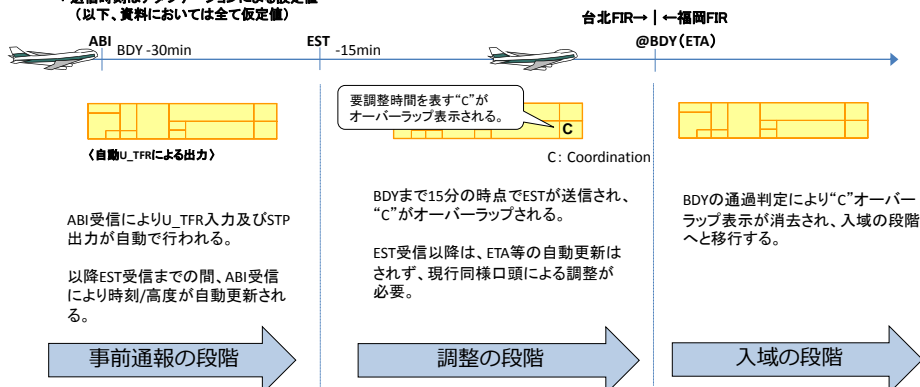 (以下、資料においては全て仮定値)
台北FIR→ | ←福岡FIR
ABI
BDY -30min
EST
-15min
@BDY(ETA)
要調整時間を表す“C”が
オーバーラップ表示される。
C
〈自動U_TFRによる出力〉
C: Coordination
ABI受信によりU_TFR入力及びSTP
出力が自動で行われる。
以降EST受信までの間、ABI受信
により時刻/高度が自動更新され
る。
BDYまで15分の時点でESTが送信され、
“C”がオーバーラップされる。
EST受信以降は、ETA等の自動更新は
されず、現行同様口頭による調整が
必要。
BDYの通過判定により“C”オーバー
ラップ表示が消去され、入域の段階
へと移行する。
事前通報の段階
調整の段階
入域の段階